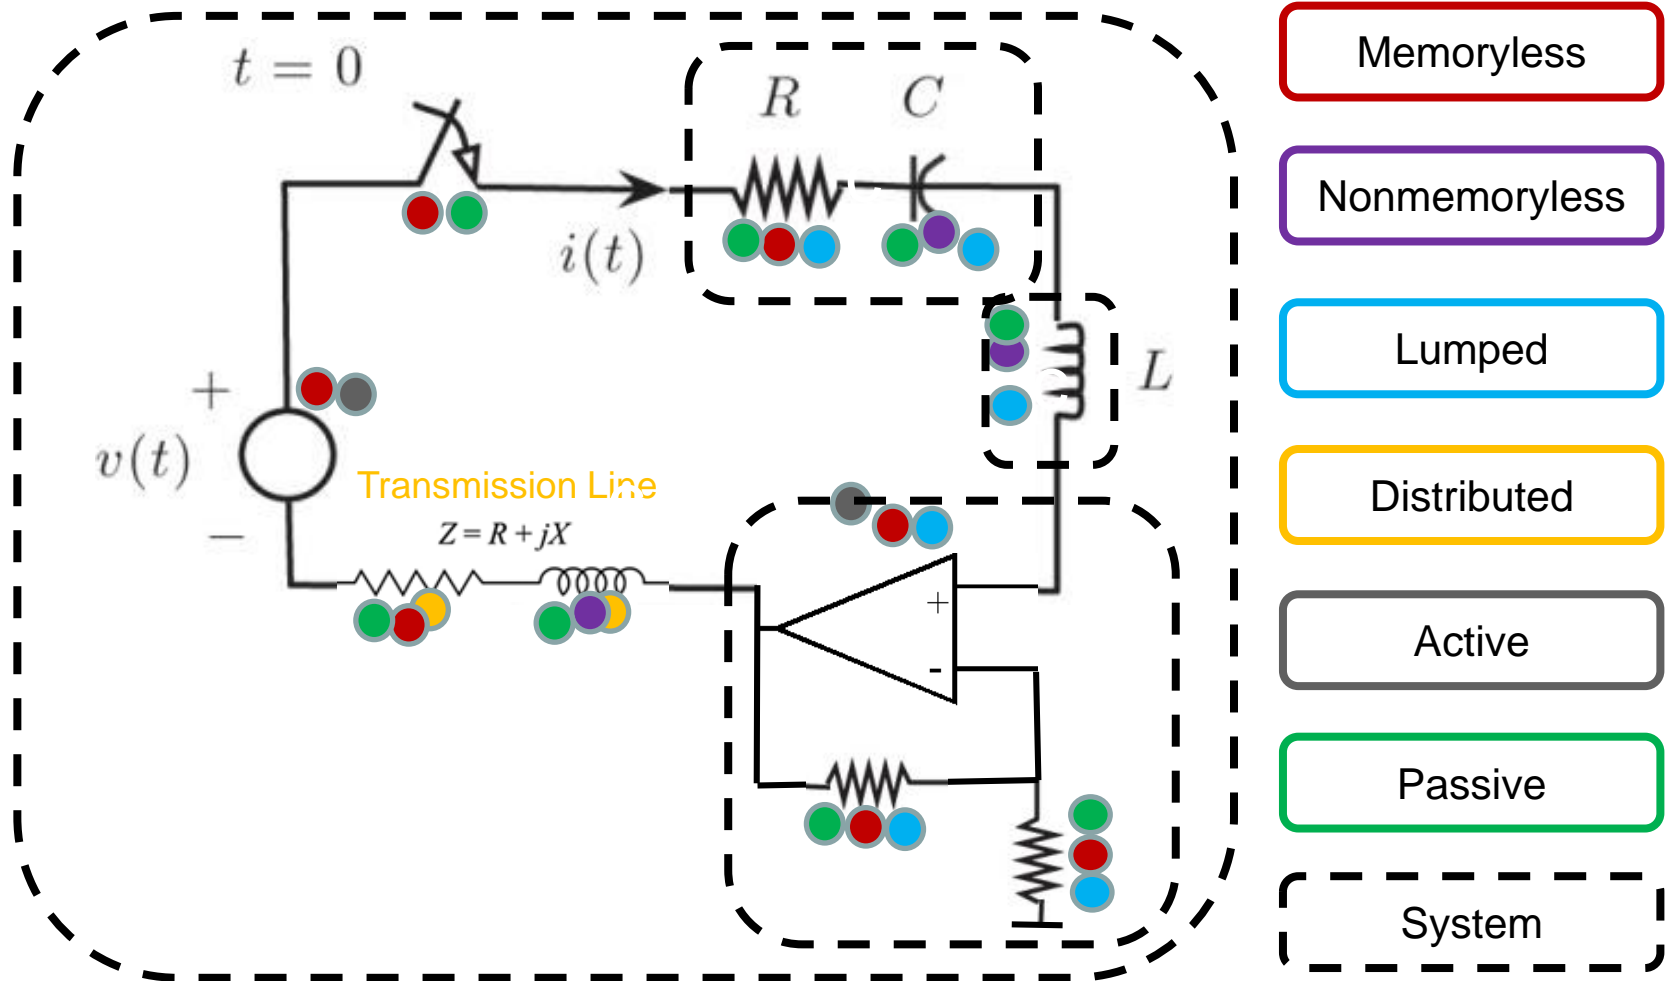 t = 0
R
C
i(t)
L
+
v(t)
−
Transmission Line
Z = R + jX
+
-
Memoryless
Nonmemoryless
Lumped
Distributed
Active
Passive
System